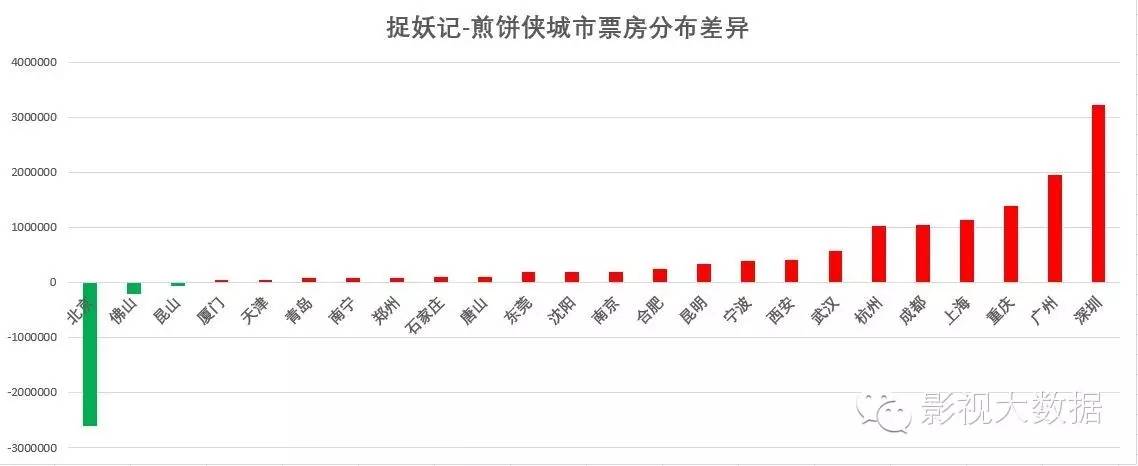 捉妖记-煎饼侠城市票房分布差异
4000000
3000000
2000000
1000000
0
-1000000
-2000000
-3000000
北京
佛山
昆山
厦门
天津
青岛
南宁
郑州
石家庄
唐山
东莞
沈阳
南京
合肥
昆明
宁波
西安
武汉
杭州
成都
上海
重庆
广州
深圳
影视大数据